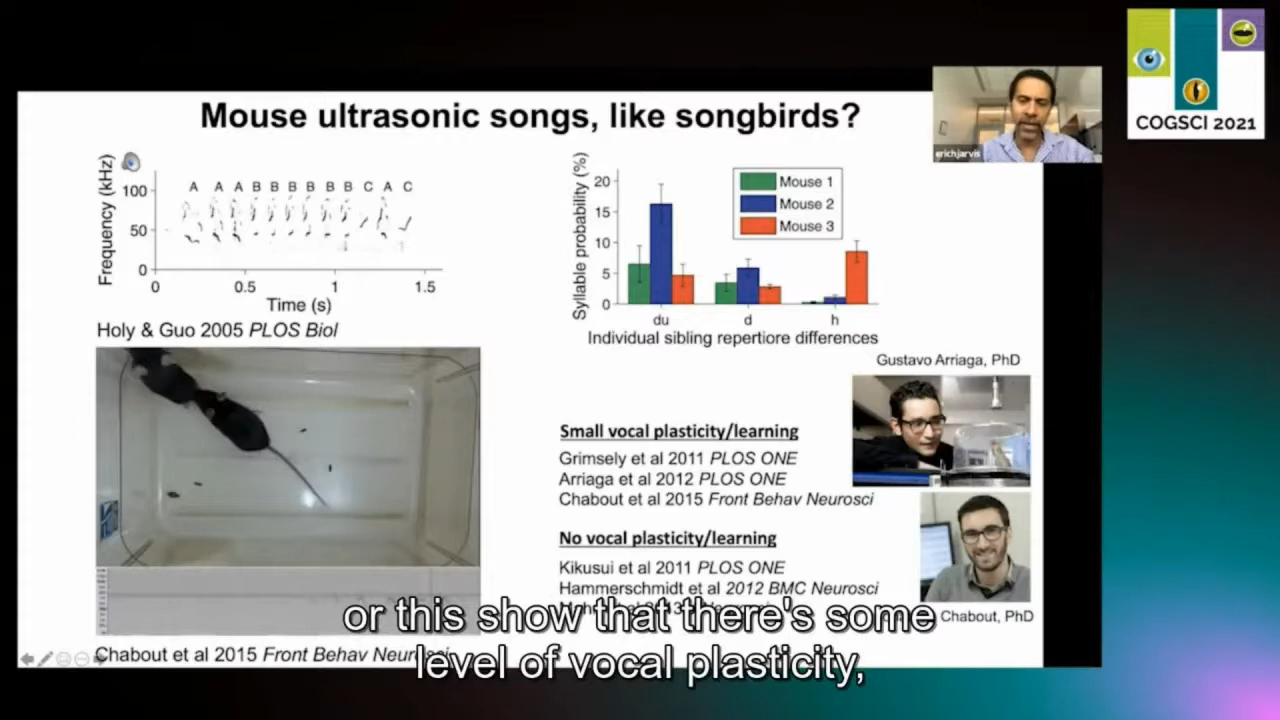 Mouse ultrasonic songs, like songbirds?
erichjarvis
COGSCI 2021
Frequency (kHz)
100
50
0
A A A B B B B B B C A C
0 0.5 1 1.5
Time (s)
Holy & Guo 2005 PLOS Biol
Syllable probability (%)
20
15
10
5
0
Mouse 1
Mouse 2
Mouse 3
du d h
Individual sibling repertiore differences
Gustavo Arriaga, PhD
Small vocal plasticity/learning
Grimsely et al 2011 PLOS ONE
Arriaga et al 2012 PLOS ONE
Chabout et al 2015 Front Behav Neurosci
No vocal plasticity/learning
Kikusui et al 2011 PLOS ONE
Hammerschmidt et al 2012 BMC Neurosci
Chabout, PhD
Chabout et al 2015 Front Behav
or this show that there's some
level of vocal plasticity,